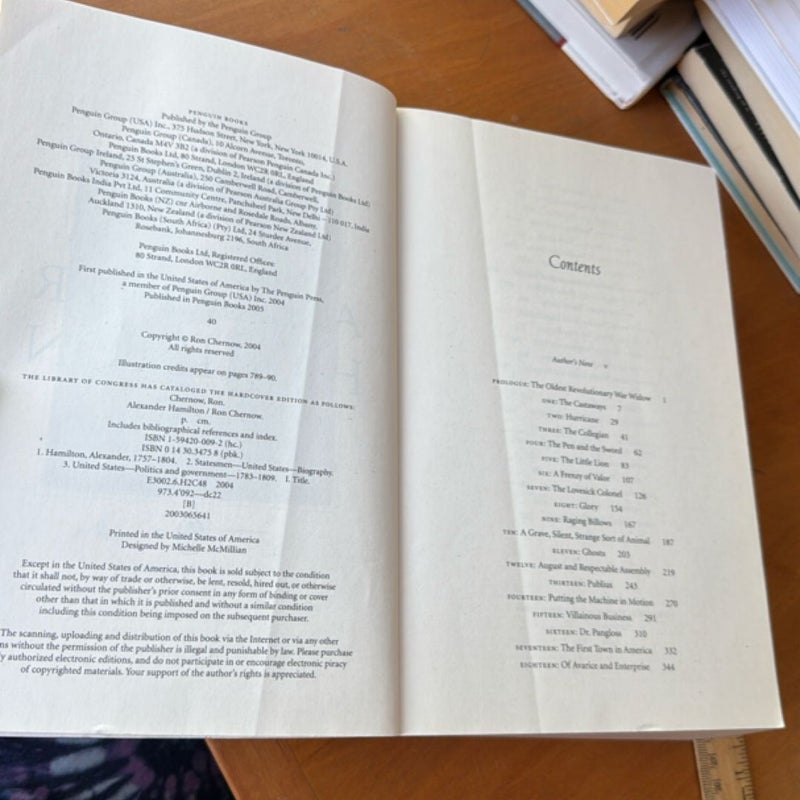 PENGUIN BOOKS
Published by the Penguin Group
Penguin Group (USA) Inc., 375 Hudson Street, New York, New York 10014, U.S.A.
Penguin Group (Canada), 10 Alcorn Avenue, Toronto,
Ontario, Canada M4V 3B2 (a division of Pearson Penguin Canada Inc.)
Penguin Books Ltd, 80 Strand, London WC2R 0RL, England
Penguin Group Ireland, 25 St Stephen's Green, Dublin 2, Ireland (a division of Penguin Books Ltd)
Penguin Group (Australia), 250 Camberwell Road, Camberwell,
Victoria 3124, Australia (a division of Pearson Australia Group Pty Ltd)
Penguin Books India Pvt Ltd, 11 Community Centre, Panchsheel Park, New Delhi – 110 017, India
Penguin Books (NZ) cnr Airborne and Rosedale Roads, Albany,
Auckland 1310, New Zealand (a division of Pearson New Zealand Ltd)
Penguin Books (South Africa) (Pty) Ltd, 24 Sturdee Avenue,
Rosebank, Johannesburg 2196, South Africa
Penguin Books Ltd, Registered Offices:
80 Strand, London WC2R 0RL, England
First published in the United States of America by The Penguin Press,
a member of Penguin Group (USA) Inc. 2004
Published in Penguin Books 2005
40
Copyright © Ron Chernow, 2004
All rights reserved
Illustration credits appear on pages 789–90.
THE LIBRARY OF CONGRESS HAS CATALOGED THE HARDCOVER EDITION AS FOLLOWS:
Chernow, Ron.
Alexander Hamilton / Ron Chernow.
p. cm.
Includes bibliographical references and index.
ISBN 1-59420-009-2 (hc.)
ISBN 0 14 30.3475 8 (pbk.)
1. Hamilton, Alexander, 1757–1804. 2. Statesmen—United States—Biography.
3. United States—Politics and government—1783–1809. I. Title.
E302.6.H2C48 2004
973.4'092—dc22
[B]
2003065641
Printed in the United States of America
Designed by Michelle McMillian
Except in the United States of America, this book is sold subject to the condition
that it shall not, by way of trade or otherwise, be lent, resold, hired out, or otherwise
circulated without the publisher's prior consent in any form of binding or cover
other than that in which it is published and without a similar condition
including this condition being imposed on the subsequent purchaser.
The scanning, uploading and distribution of this book via the Internet or via any other
ns without the permission of the publisher is illegal and punishable by law. Please purchase
y authorized electronic editions, and do not participate in or encourage electronic piracy
of copyrighted materials. Your support of the author's rights is appreciated.
Contents
Author's Note v
PROLOGUE: The Oldest Revolutionary War Widow 1
ONE: The Castaways 7
TWO: Hurricane 29
THREE: The Collegian 41
FOUR: The Pen and the Sword 62
FIVE: The Little Lion 83
SIX: A Frenzy of Valor 107
SEVEN: The Lovesick Colonel 126
EIGHT: Glory 154
NINE: Raging Billows 167
TEN: A Grave, Silent, Strange Sort of Animal 187
ELEVEN: Ghosts 203
TWELVE: August and Respectable Assembly 219
THIRTEEN: Publius 243
FOURTEEN: Putting the Machine in Motion 270
FIFTEEN: Villainous Business 291
SIXTEEN: Dr. Pangloss 310
SEVENTEEN: The First Town in America 332
EIGHTEEN: Of Avarice and Enterprise 344